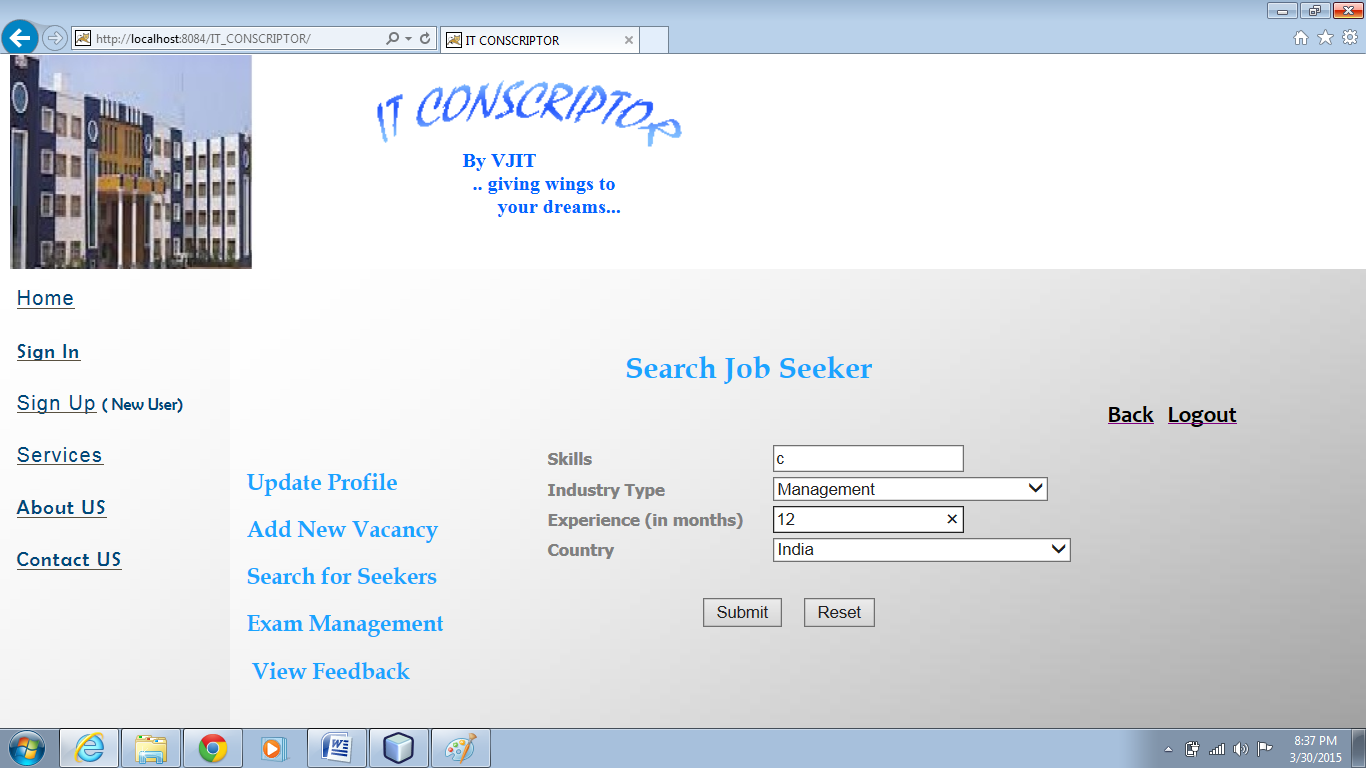 http://localhost:8084/IT_CONSCRIPTOR/
IT CONSCRIPTOR
IT CONSCRIPTOR
By VJIT
.. giving wings to
your dreams...
Home
Sign In
Sign Up ( New User)
Services
About US
Contact US
Search Job Seeker
Back Logout
Update Profile
Add New Vacancy
Search for Seekers
Exam Management
View Feedback
Skills c
Industry Type Management
Experience (in months) 12
Country India
Submit Reset
8:37 PM
3/30/2015